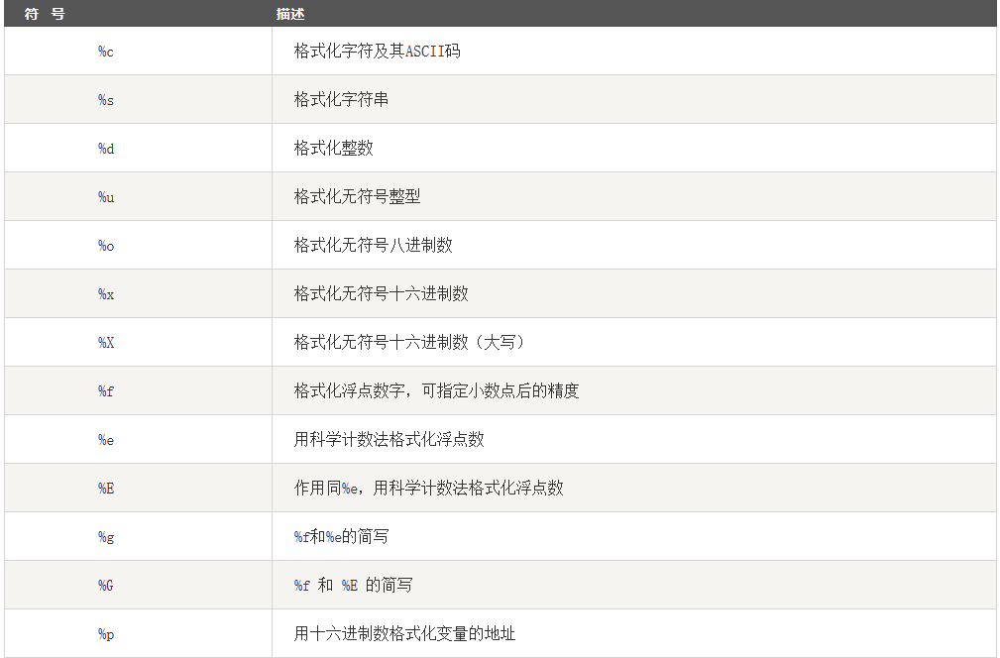 符 号 描述
%c 格式化字符及其ASCII码
%s 格式化字符串
%d 格式化整数
%u 格式化无符号整型
%o 格式化无符号八进制数
%x 格式化无符号十六进制数
%X 格式化无符号十六进制数（大写）
%f 格式化浮点数字，可指定小数点后的精度
%e 用科学计数法格式化浮点数
%E 作用同%e，用科学计数法格式化浮点数
%g %f和%e的简写
%G %f 和 %E 的简写
%p 用十六进制数格式化变量的地址